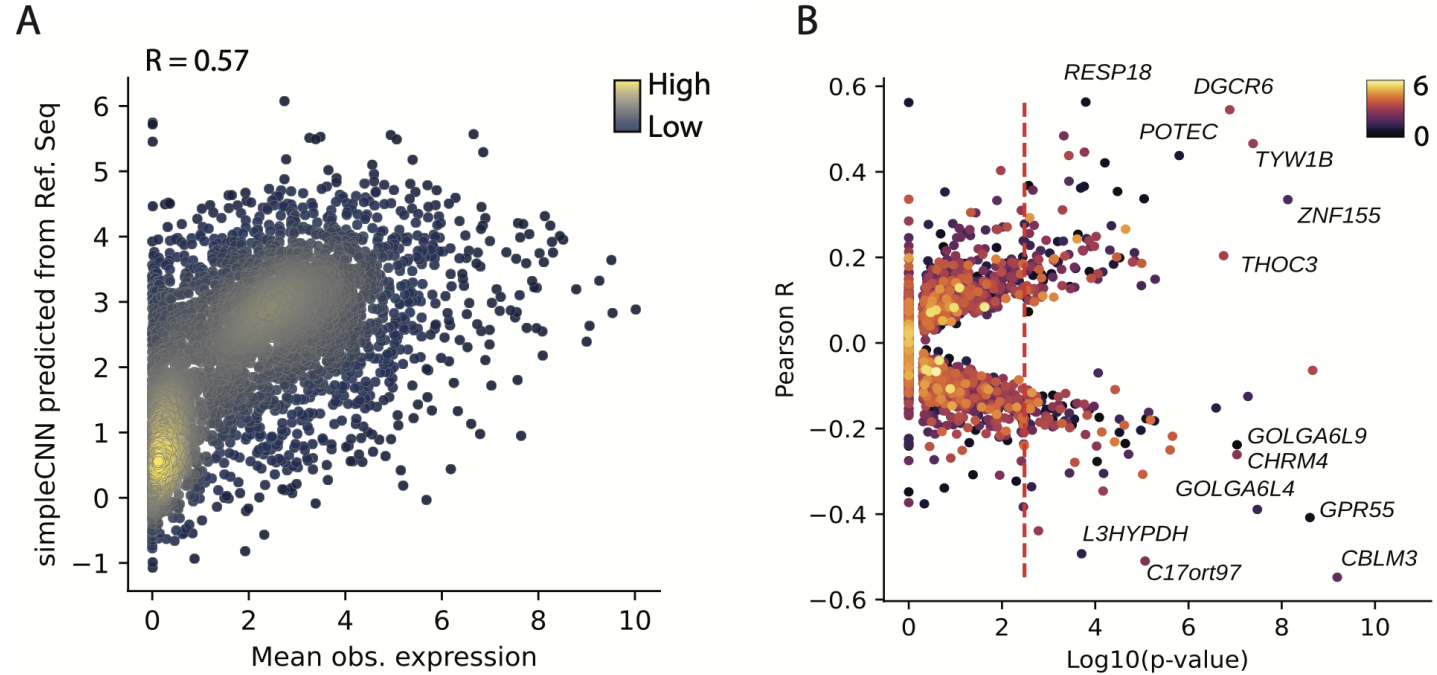 A
R = 0.57
High
Low
simpleCNN predicted from Ref. Seq
6
5
4
3
2
1
0
−1
0 2 4 6 8 10
Mean obs. expression
B
RESP18
DGCR6
POTEC
TYW1B
ZNF155
THOC3
6
0
Pearson R
0.6
0.4
0.2
0.0
−0.2
−0.4
−0.6
GOLGA6L9
CHRM4
GOLGA6L4
GPR55
L3HYPDH
C17ort97
CBLM3
0 2 4 6 8 10
Log10(p-value)